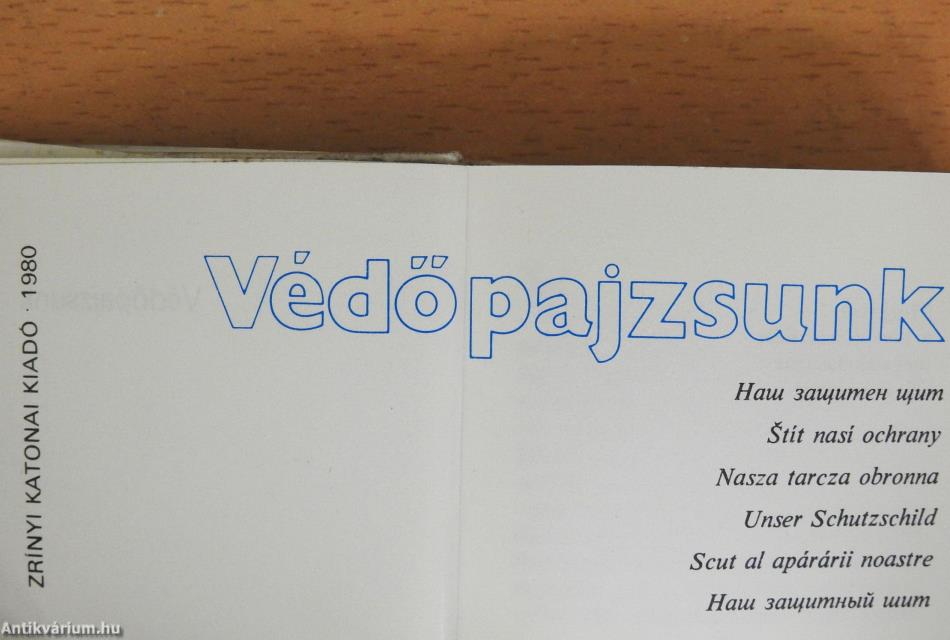 ZRÍNYI KATONAI KIADÓ · 1980
Védőpajzsunk
Наш защитен щит
Štít nasí ochrany
Nasza tarcza obronna
Unser Schutzschild
Scut al apárárii noastre
Наш защитный шит
Antikvárium.hu